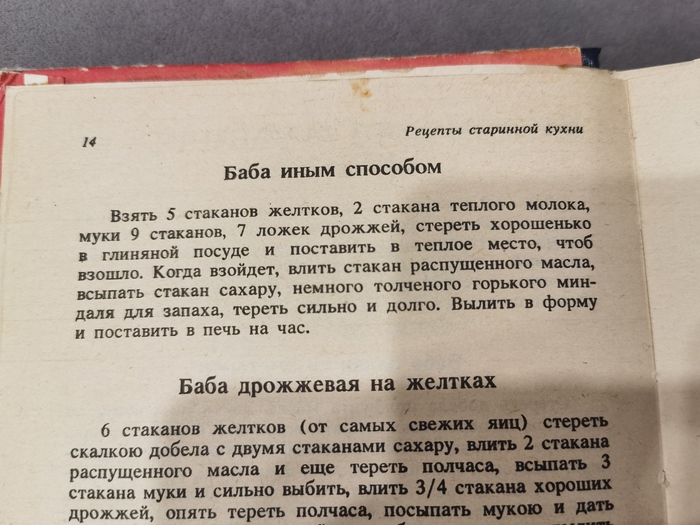 14
Рецепты старинной кухни
Баба иным способом
Взять 5 стаканов желтков, 2 стакана теплого молока,
муки 9 стаканов, 7 ложек дрожжей, стереть хорошенько
в глиняной посуде и поставить в теплое место, чтоб
взошло. Когда взойдет, влить стакан распущенного масла,
всыпать стакан сахару, немного толченого горького мин-
даля для запаха, тереть сильно и долго. Вылить в форму
и поставить в печь на час.
Баба дрожжевая на желтках
6 стаканов желтков (от самых свежих яиц) стереть
скалкою добела с двумя стаканами сахару, влить 2 стакана
распущенного масла и еще тереть полчаса, всыпать 3
стакана муки и сильно выбить, влить 3/4 стакана хороших
дрожжей, опять тереть полчаса, посыпать мукою и дать